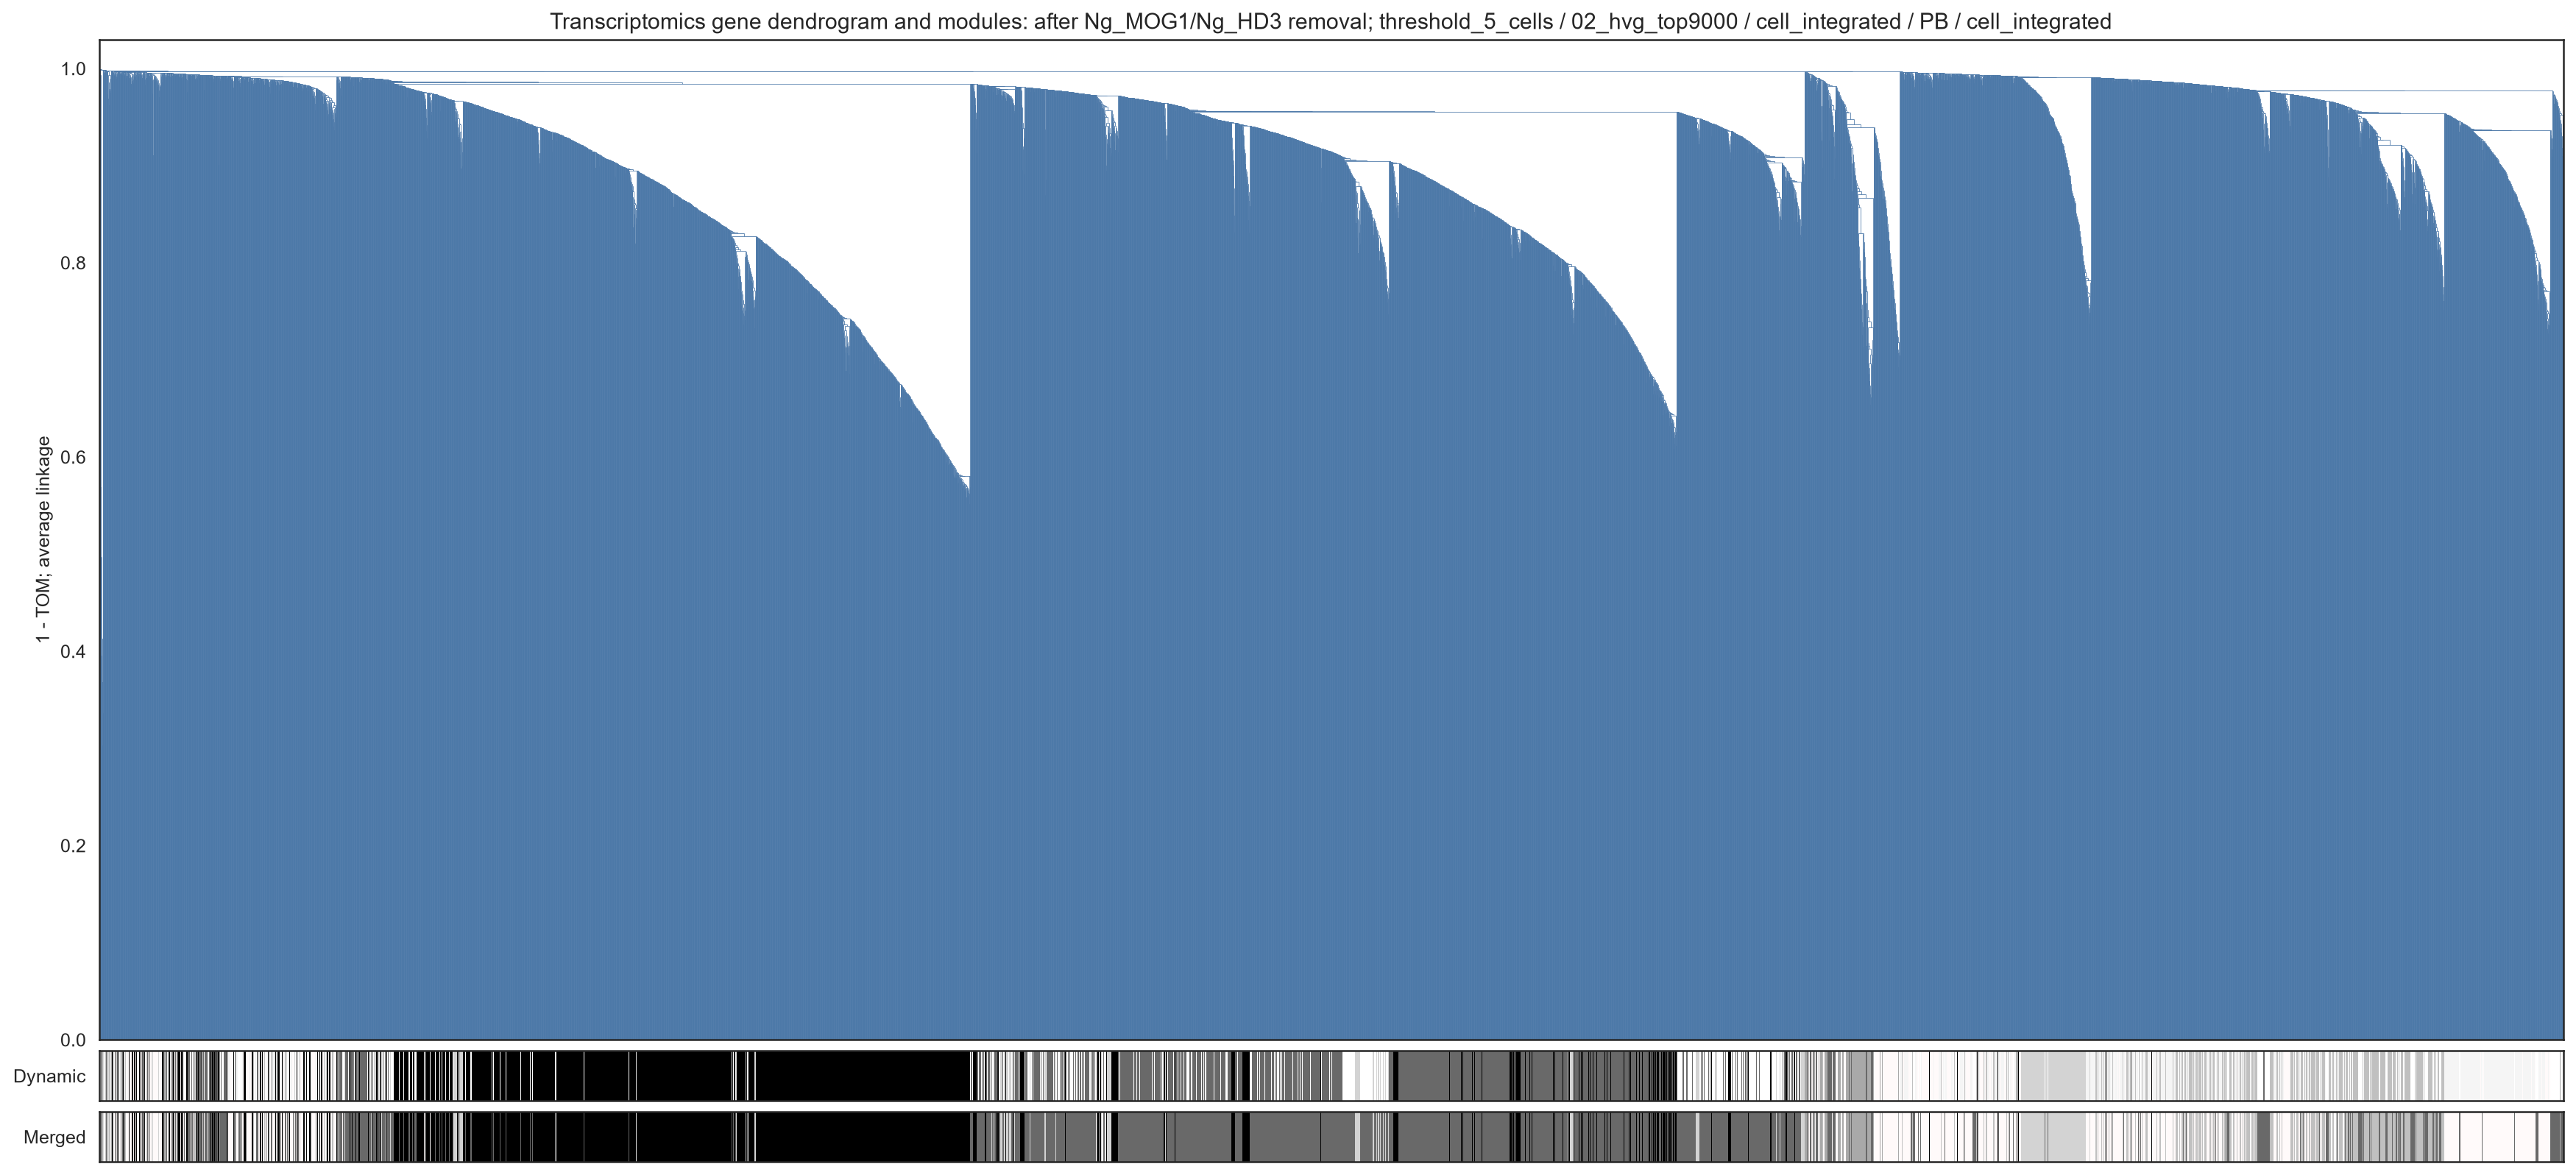 Transcriptomics gene dendrogram and modules: after Ng_MOG1/Ng_HD3 removal; threshold_5_cells / 02_hvg_top9000 / cell_integrated / PB / cell_integrated
1.0
0.8
0.6
0.4
0.2
0.0
1 - TOM; average linkage
Dynamic
Merged